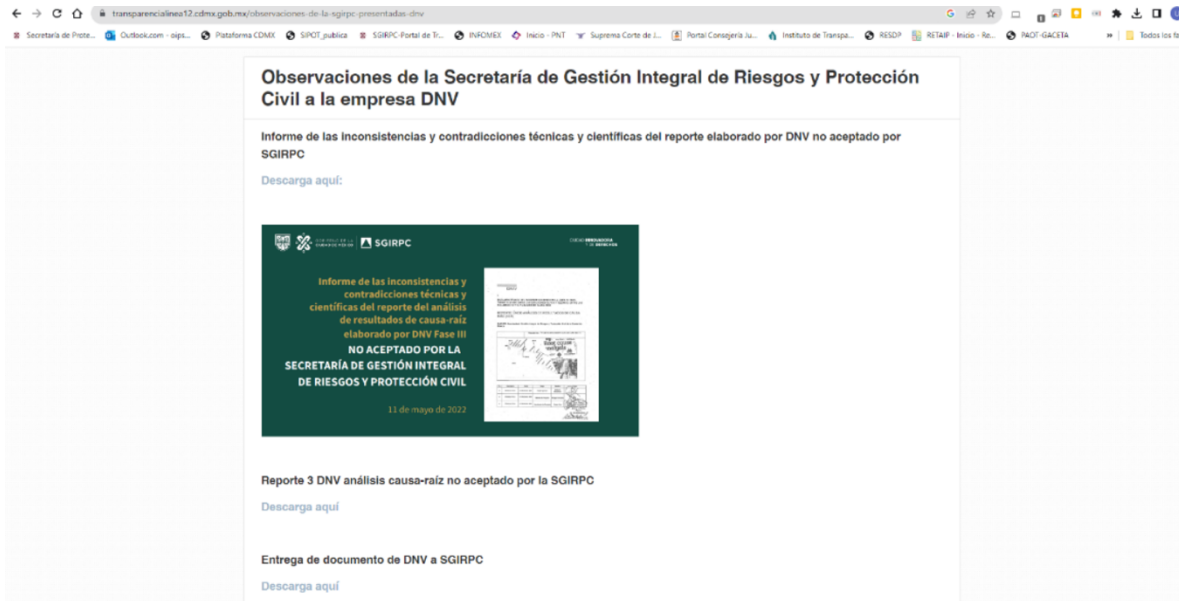 transparencialinea12.cdmx.gob.mx/observaciones-de-la-sgirpc-presentadas-dnv
Secretaría de Prote... Outlook.com - oips... Plataforma CDMX SIPOT_publica SGIRPC-Portal de Tr... INFOMEX Inicio - PNT Suprema Corte de J... Portal Consejería Ju... Instituto de Transpa... RESDP RETAIP - Inicio - Re... PAOT-GACETA Todos los fa
Observaciones de la Secretaría de Gestión Integral de Riesgos y Protección
Civil a la empresa DNV
Informe de las inconsistencias y contradicciones técnicas y científicas del reporte elaborado por DNV no aceptado por
SGIRPC
Descarga aquí:
SGIRPC
Informe de las inconsistencias y
contradicciones técnicas y
científicas del reporte del análisis
de resultados de causa-raíz
elaborado por DNV Fase III
NO ACEPTADO POR LA
SECRETARÍA DE GESTIÓN INTEGRAL
DE RIESGOS Y PROTECCIÓN CIVIL
11 de mayo de 2022
Reporte 3 DNV análisis causa-raíz no aceptado por la SGIRPC
Descarga aquí
Entrega de documento de DNV a SGIRPC
Descarga aquí